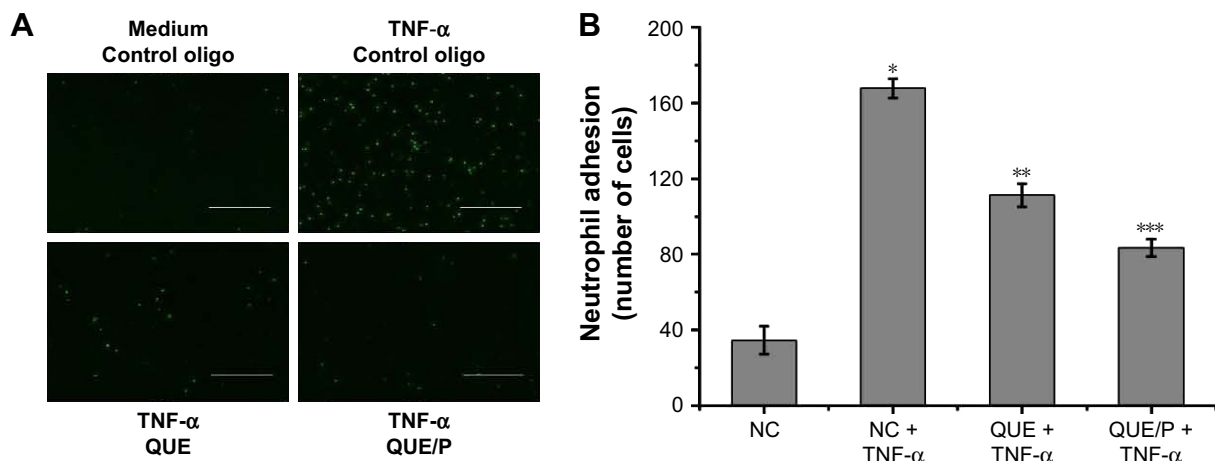 A
Medium
Control oligo
TNF-α
Control oligo
TNF-α
QUE
TNF-α
QUE/P
B
Neutrophil adhesion
(number of cells)
200
160
120
80
40
0
*
**
***
NC
NC +
TNF-α
QUE +
TNF-α
QUE/P +
TNF-α